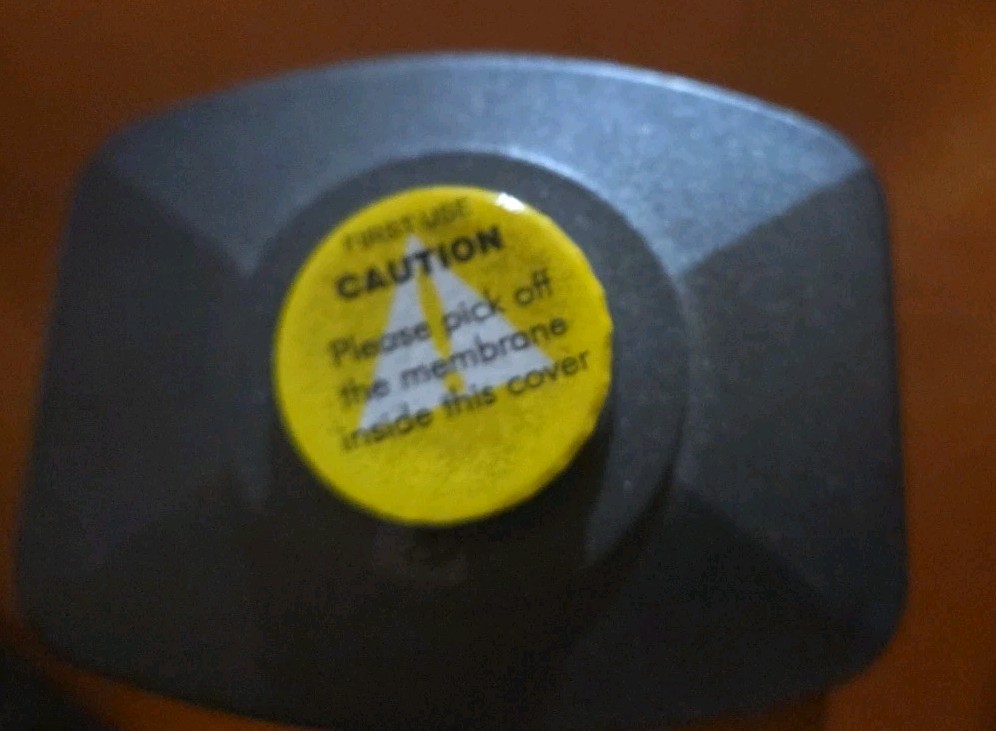 FIRST USE
CAUTION
Please pick off
the membrane
inside this cover